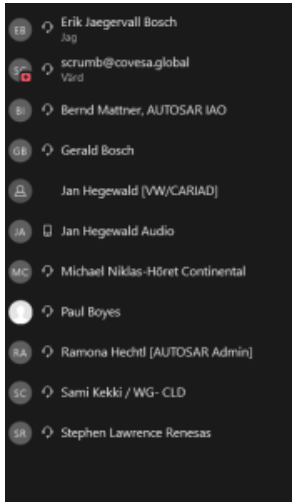 EB
Erik Jaegervall Bosch
Jag
scrumb@covesa.global
Värd
BI
Bernd Mattner, AUTOSAR IAO
GB
Gerald Bosch
Jan Hegewald [VW/CARIAD]
JA
Jan Hegewald Audio
MC
Michael Niklas-Höret Continental
Paul Boyes
RA
Ramona Hechtl [AUTOSAR Admin]
SC
Sami Kekki / WG- CLD
SR
Stephen Lawrence Renesas